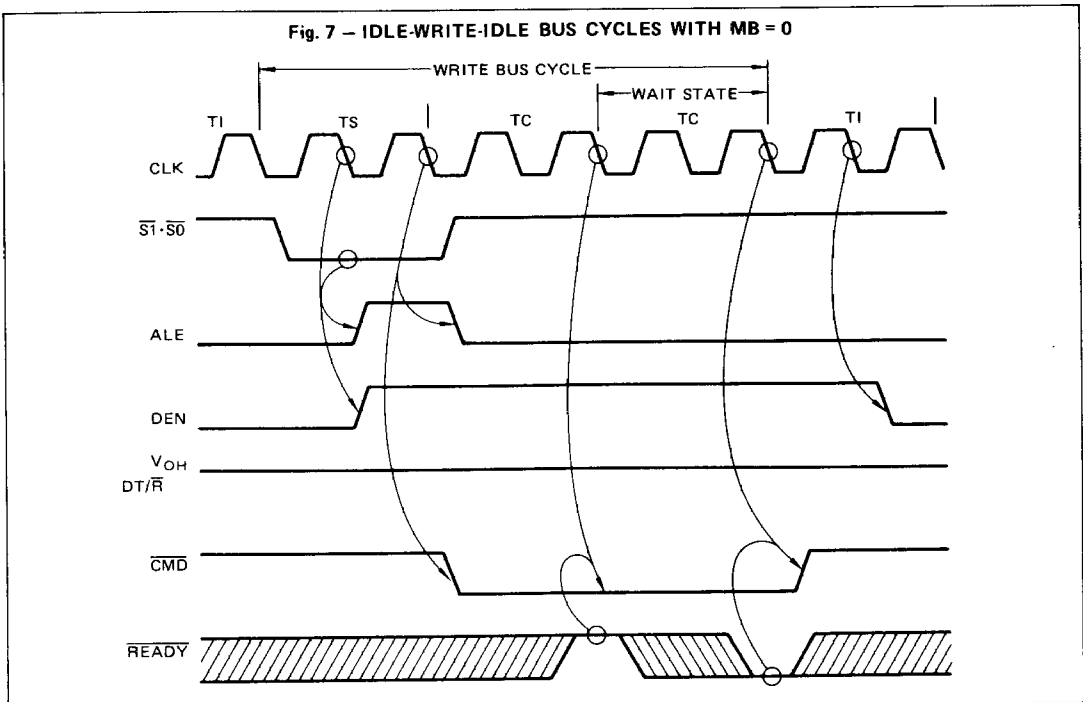 Fig. 7 – IDLE-WRITE-IDLE BUS CYCLES WITH MB = 0
WRITE BUS CYCLE
WAIT STATE
TI TS TC TC TI
CLK
S̅1̅·S̅0̅
ALE
DEN
VOH
DT/R̅
C̅M̅D̅
R̅E̅A̅D̅Y̅